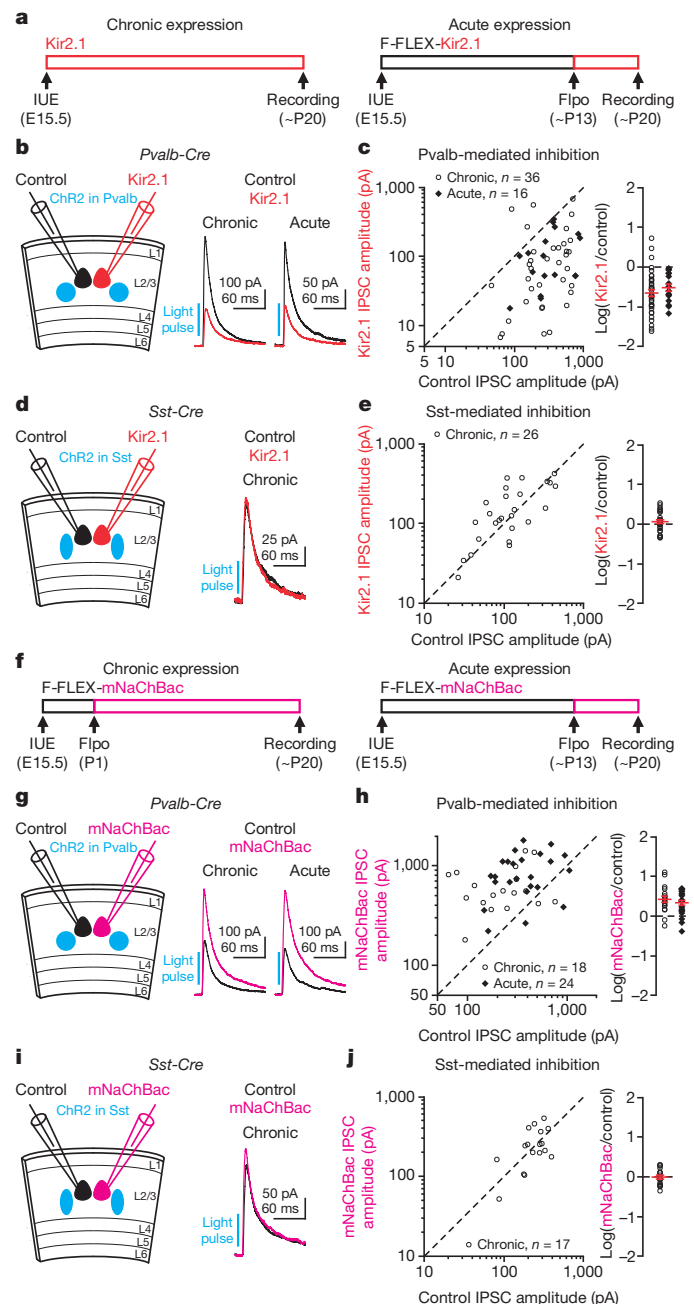 a
Chronic expression
Kir2.1
IUE
(E15.5)
Recording
(~P20)
Acute expression
F-FLEX-Kir2.1
IUE
(E15.5)
Flpo
(~P13)
Recording
(~P20)
b
Pvalb-Cre
Control
Kir2.1
ChR2 in Pvalb
L1
L2/3
L4
L5
L6
Control
Kir2.1
Chronic
Acute
100 pA
60 ms
50 pA
60 ms
Light
pulse
c
Pvalb-mediated inhibition
Chronic, n = 36
Acute, n = 16
Kir2.1 IPSC amplitude (pA)
1,000
100
10
5
5
10
100
1,000
Control IPSC amplitude (pA)
Log(Kir2.1/control)
2
1
0
−1
−2
d
Sst-Cre
Control
Kir2.1
ChR2 in Sst
L1
L2/3
L4
L5
L6
Control
Kir2.1
Chronic
25 pA
60 ms
Light
pulse
e
Sst-mediated inhibition
Chronic, n = 26
Kir2.1 IPSC amplitude (pA)
1,000
100
10
10
100
1,000
Control IPSC amplitude (pA)
Log(Kir2.1/control)
2
1
0
−1
−2
f
Chronic expression
F-FLEX-mNaChBac
IUE
(E15.5)
Flpo
(P1)
Recording
(~P20)
Acute expression
F-FLEX-mNaChBac
IUE
(E15.5)
Flpo
(~P13)
Recording
(~P20)
g
Pvalb-Cre
Control
mNaChBac
ChR2 in Pvalb
L1
L2/3
L4
L5
L6
Control
mNaChBac
Chronic
Acute
100 pA
60 ms
100 pA
60 ms
Light
pulse
h
Pvalb-mediated inhibition
Chronic, n = 18
Acute, n = 24
mNaChBac IPSC
amplitude (pA)
1,000
100
50
50
100
1,000
Control IPSC amplitude (pA)
Log(mNaChBac/control)
2
1
0
−1
−2
i
Sst-Cre
Control
mNaChBac
ChR2 in Sst
L1
L2/3
L4
L5
L6
Control
mNaChBac
Chronic
50 pA
60 ms
Light
pulse
j
Sst-mediated inhibition
Chronic, n = 17
mNaChBac IPSC
amplitude (pA)
1,000
100
10
10
100
1,000
Control IPSC amplitude (pA)
Log(mNaChBac/control)
2
1
0
−1
−2